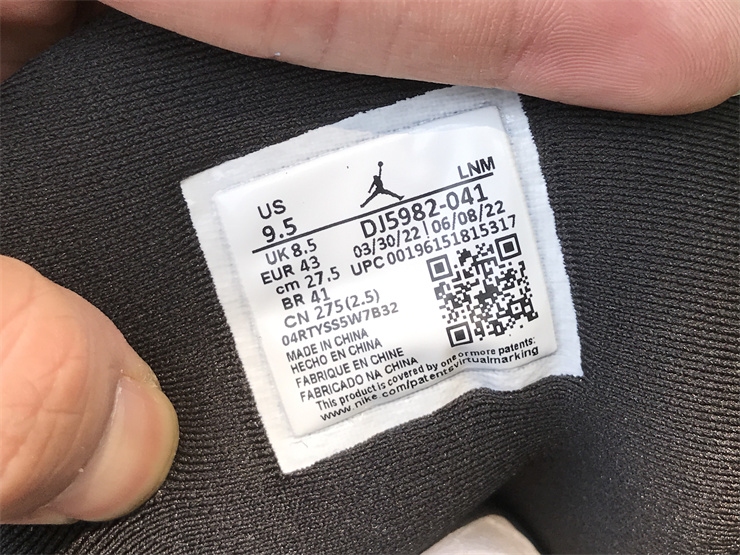 LNM
US
9.5
DJ5982-041
UK 8.5
03/30/22 | 06/08/22
EUR 43
UPC 00196151815317
cm 27.5
BR 41
CN 275(2.5)
04RTYSS5W7B32
MADE IN CHINA
HECHO EN CHINA
FABRIQUE EN CHINE
FABRICADO NA CHINA
This product is covered by one or more patents:
www.nike.com/patentsvirtualmarking